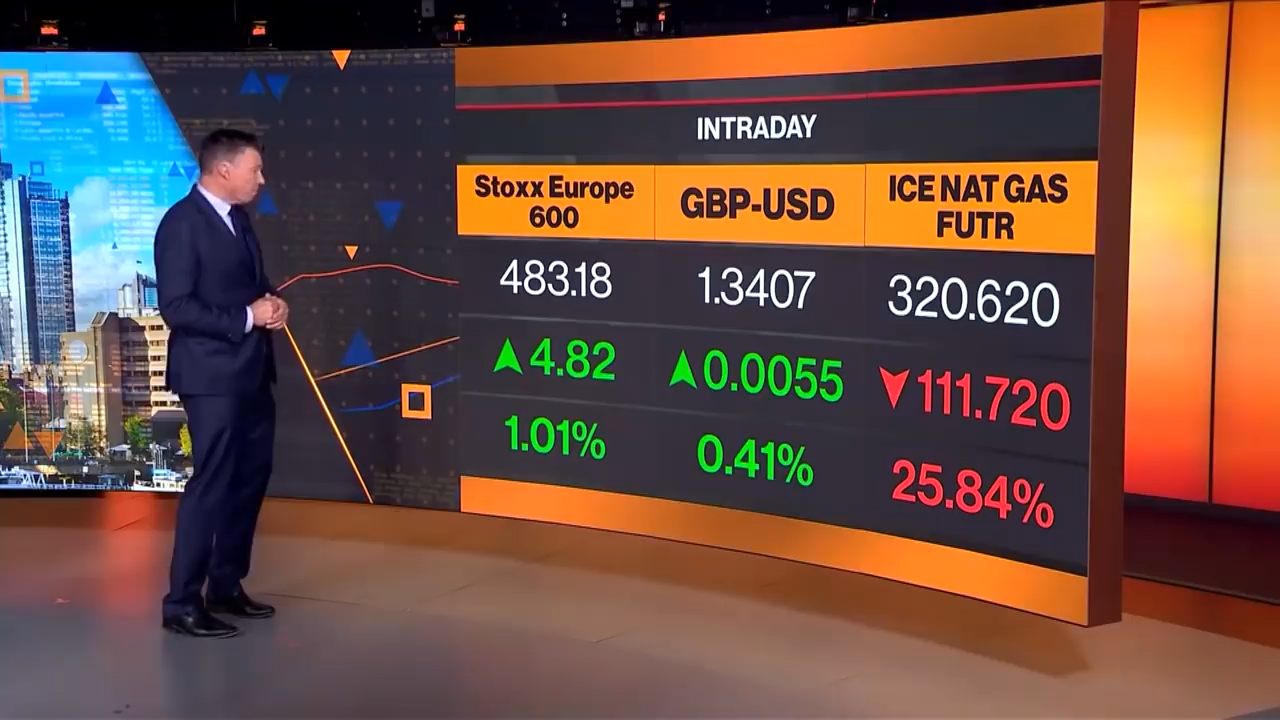 INTRADAY
Stoxx Europe
600
GBP-USD
ICE NAT GAS
FUTR
483.18
1.3407
320.620
▲4.82
▲0.0055
▼111.720
1.01%
0.41%
25.84%